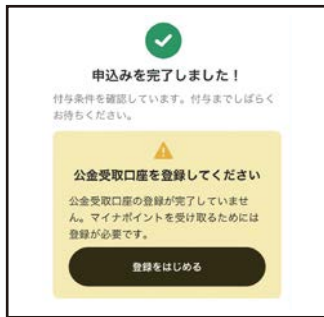 申込みを完了しました！
付与条件を確認しています。付与までしばらく
お待ちください。
公金受取口座を登録してください
公金受取口座の登録が完了していませ
ん。マイナポイントを受け取るためには
登録が必要です。
登録をはじめる